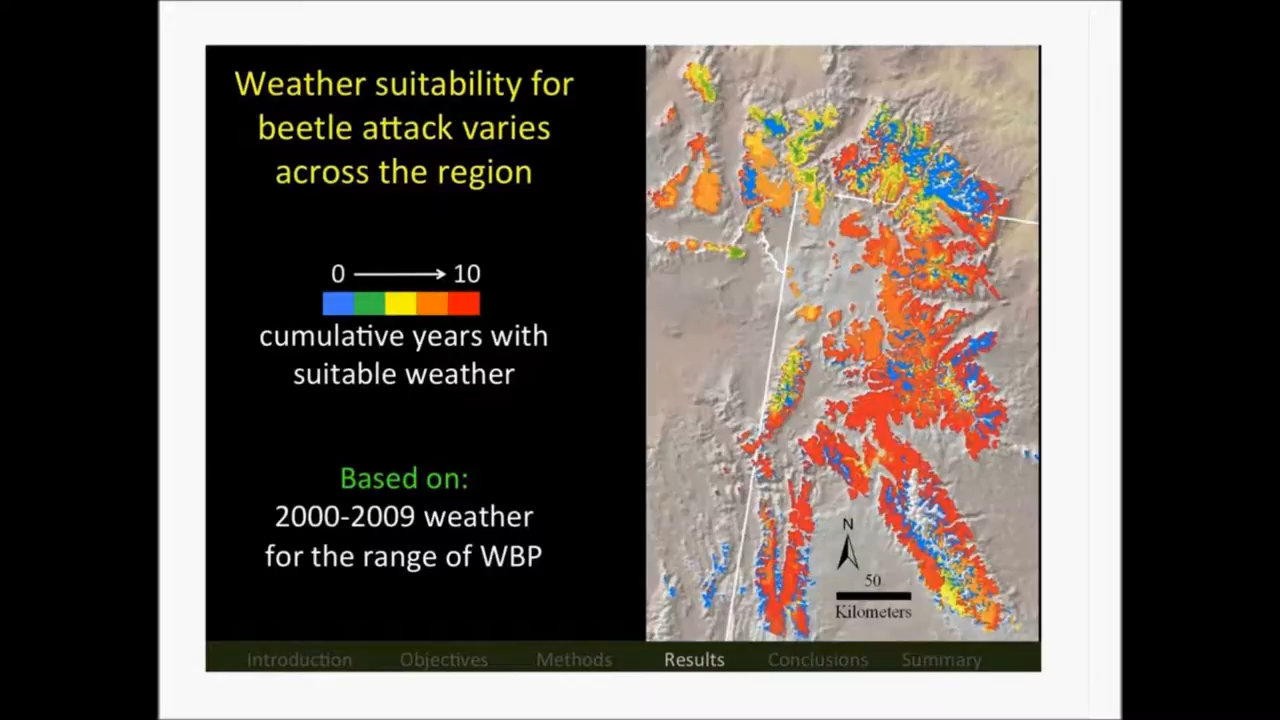 Weather suitability for
beetle attack varies
across the region
0 → 10
cumulative years with
suitable weather
Based on:
2000-2009 weather
for the range of WBP
N
50
Kilometers
Introduction Objectives Methods Results Conclusions Summary